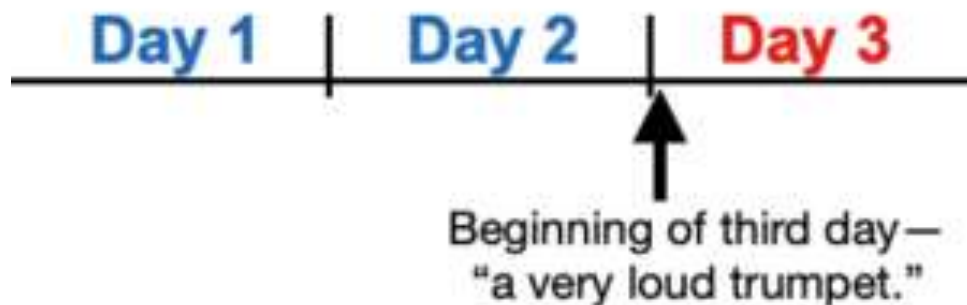 Day 1 Day 2 Day 3
Beginning of third day—
“a very loud trumpet.”